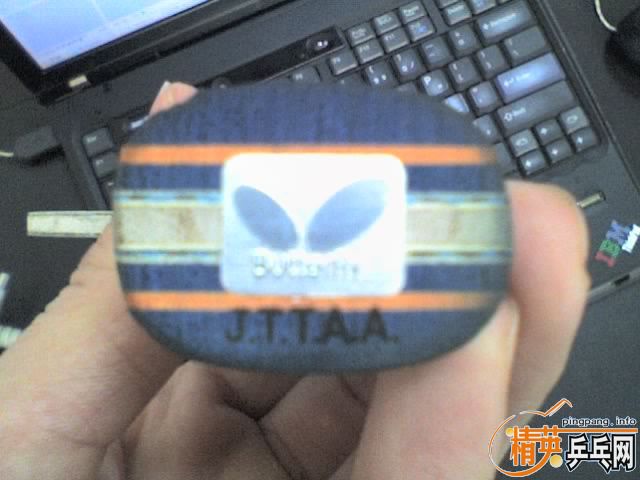 Butterfly
J.T.T.A.A.
IBM
pingpang.info
精英乒乓网